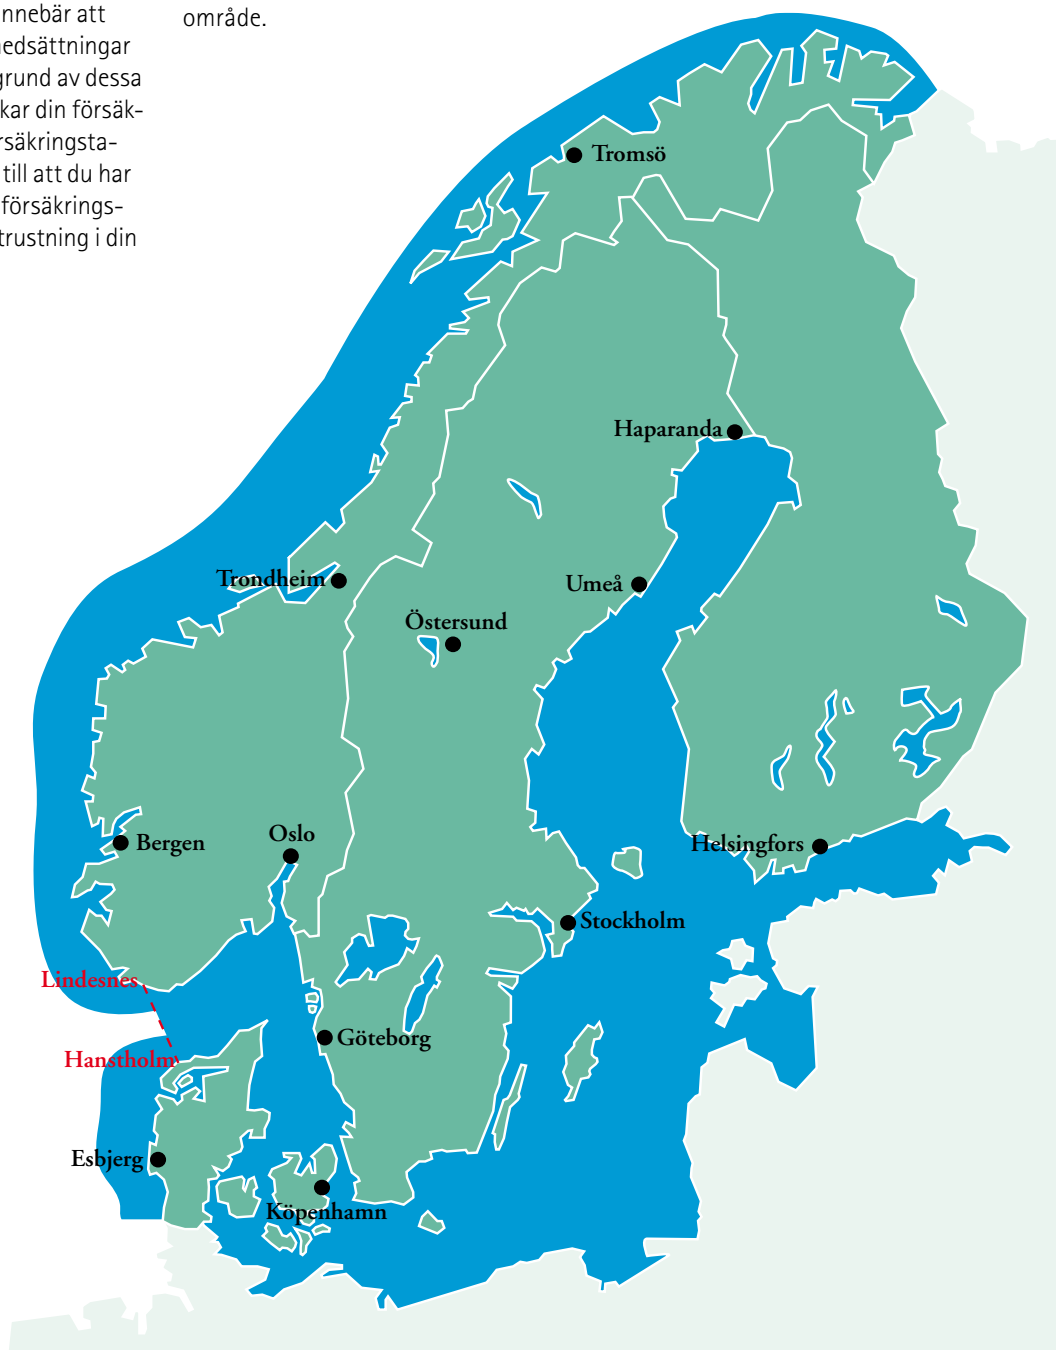 nnebär att
nedsättningar
grund av dessa
kar din försäk-
rsäkringsta-
till att du har
försäkrings-
trustning i din
område.
Tromsö
Haparanda
Trondheim
Umeå
Östersund
Bergen
Oslo
Helsingfors
Stockholm
Lindesnes
Göteborg
Hanstholm
Esbjerg
Köpenhamn